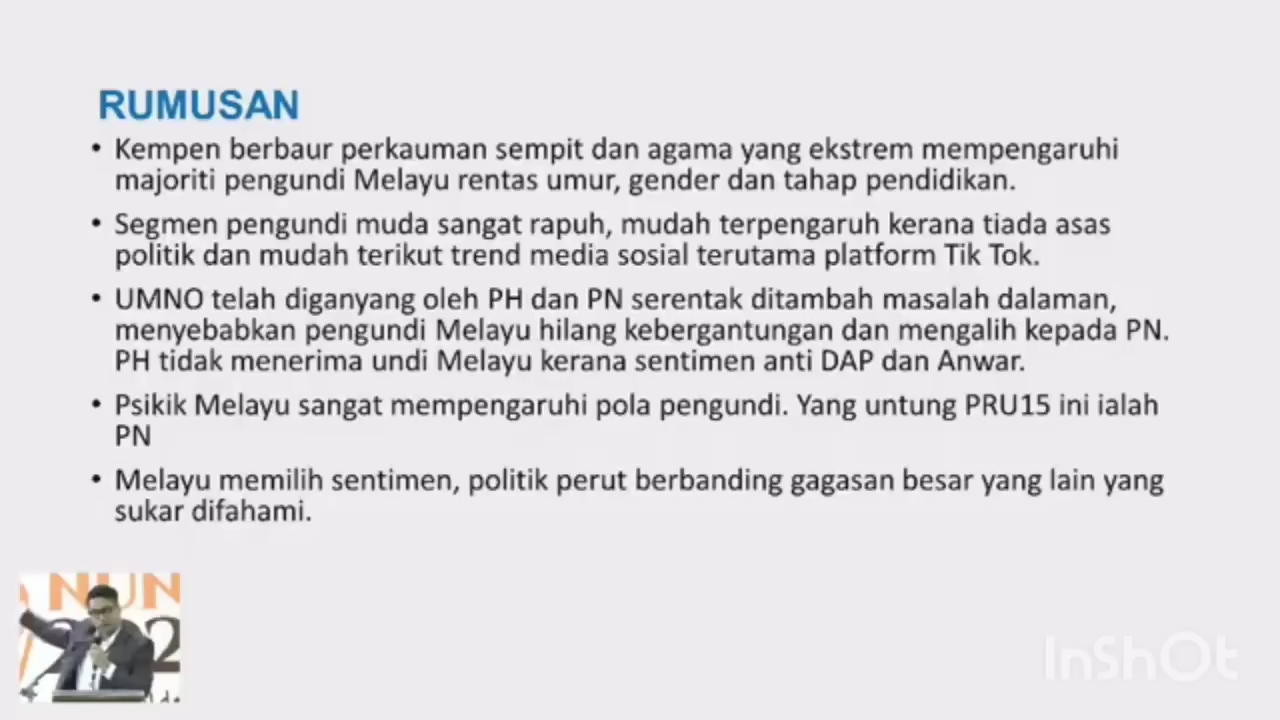 RUMUSAN
• Kempen berbaur perkauman sempit dan agama yang ekstrem mempengaruhi
majoriti pengundi Melayu rentas umur, gender dan tahap pendidikan.
• Segmen pengundi muda sangat rapuh, mudah terpengaruh kerana tiada asas
politik dan mudah terikut trend media sosial terutama platform Tik Tok.
• UMNO telah diganyang oleh PH dan PN serentak ditambah masalah dalaman,
menyebabkan pengundi Melayu hilang kebergantungan dan mengalih kepada PN.
PH tidak menerima undi Melayu kerana sentimen anti DAP dan Anwar.
• Psikik Melayu sangat mempengaruhi pola pengundi. Yang untung PRU15 ini ialah
PN
• Melayu memilih sentimen, politik perut berbanding gagasan besar yang lain yang
sukar difahami.
NUN
InShOt